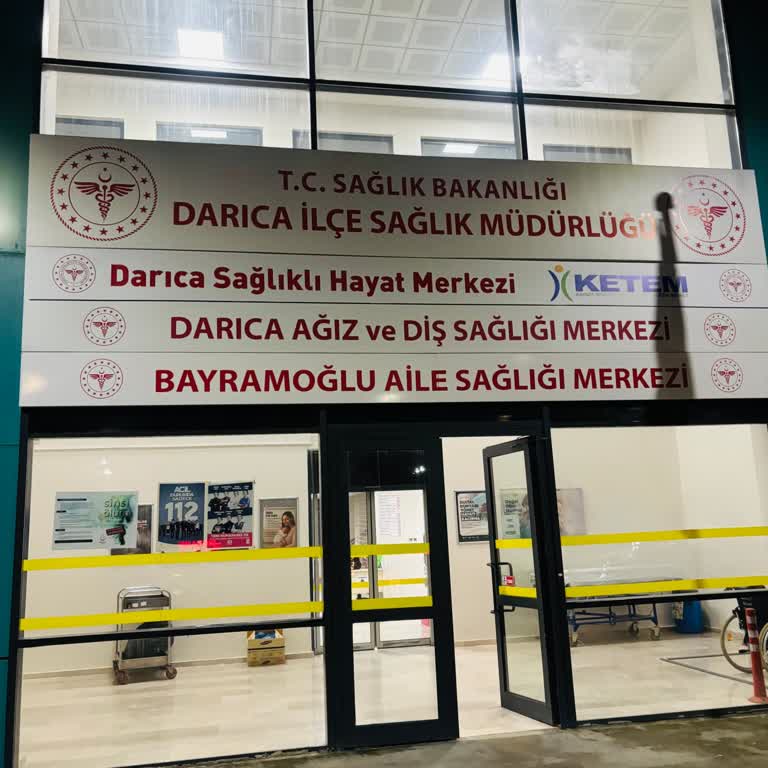 T.C. SAĞLIK BAKANLIĞI
DARICA İLÇE SAĞLIK MÜDÜRLÜĞÜ
Darıca Sağlıklı Hayat Merkezi
KETEM
DARICA AĞIZ ve DİŞ SAĞLIĞI MERKEZİ
BAYRAMOĞLU AİLE SAĞLIĞI MERKEZİ
ACİL
112